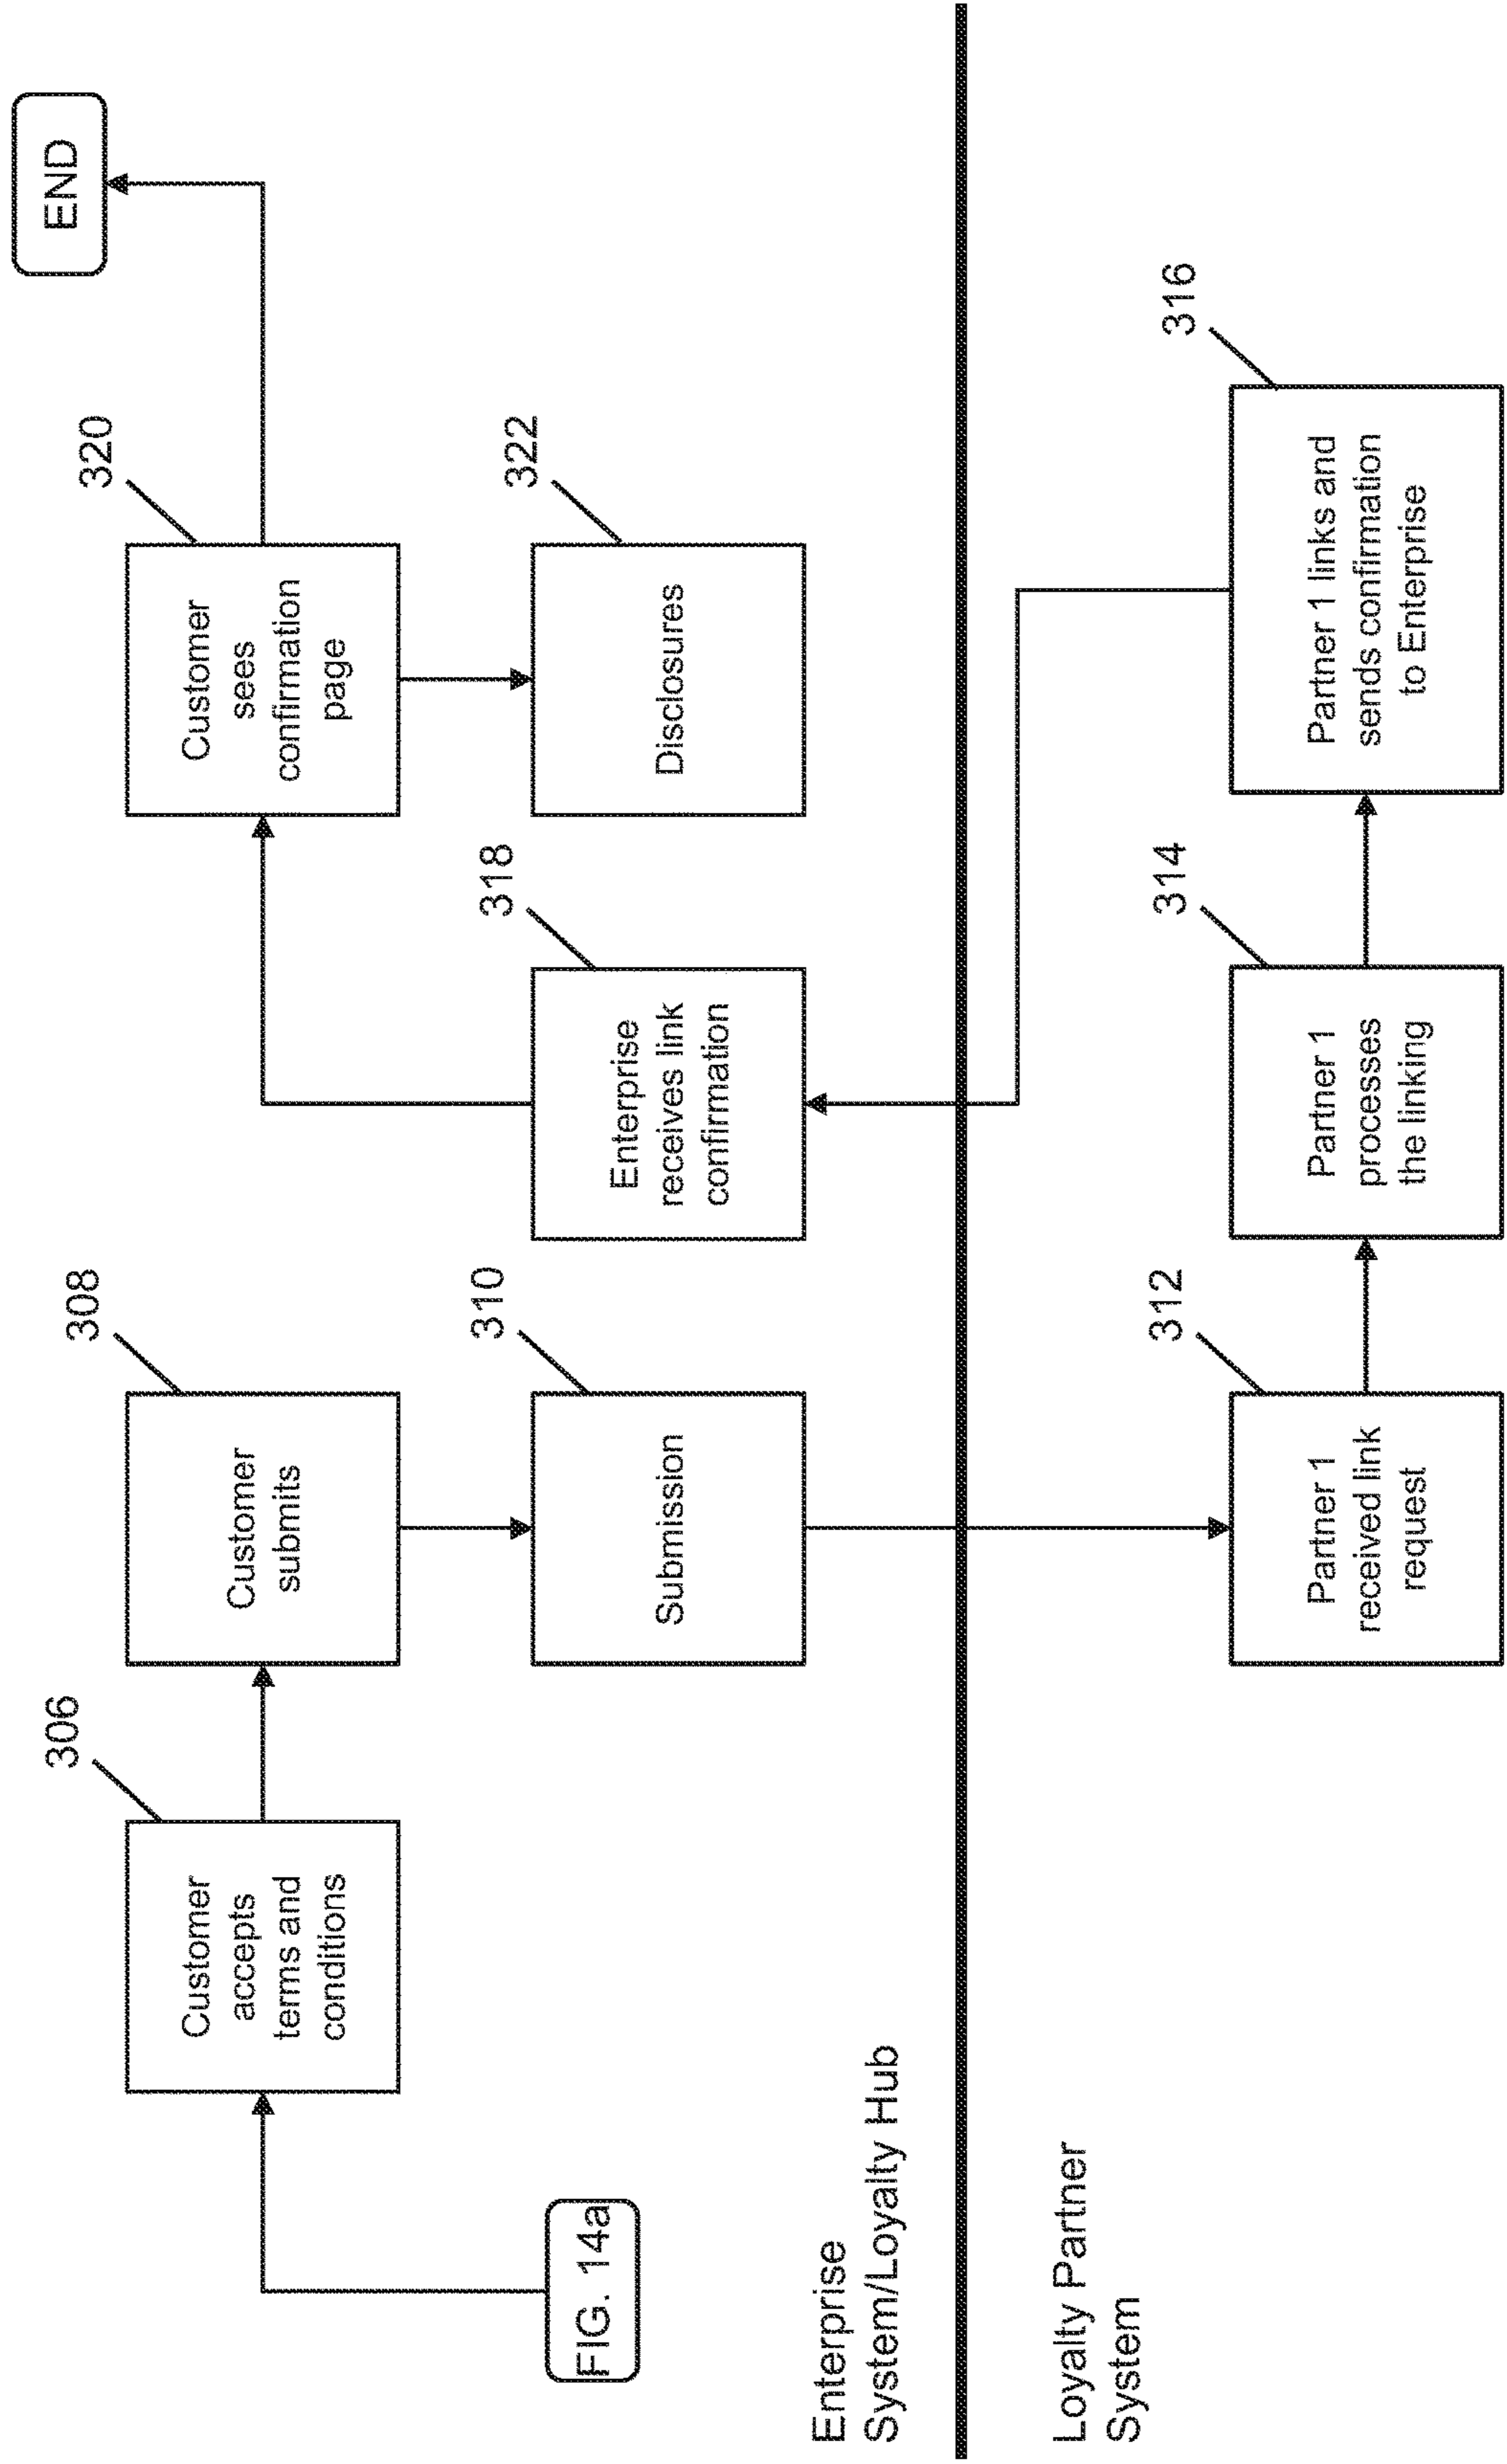 FIG. 14a
306
Customer
accepts
terms and
conditions
308
Customer
submits
310
Submission
318
Enterprise
receives link
confirmation
320
Customer
sees
confirmation
page
322
Disclosures
END
Enterprise
System/Loyalty Hub
Loyalty Partner
System
312
Partner 1
received link
request
314
Partner 1
processes
the linking
316
Partner 1 links and
sends confirmation
to Enterprise